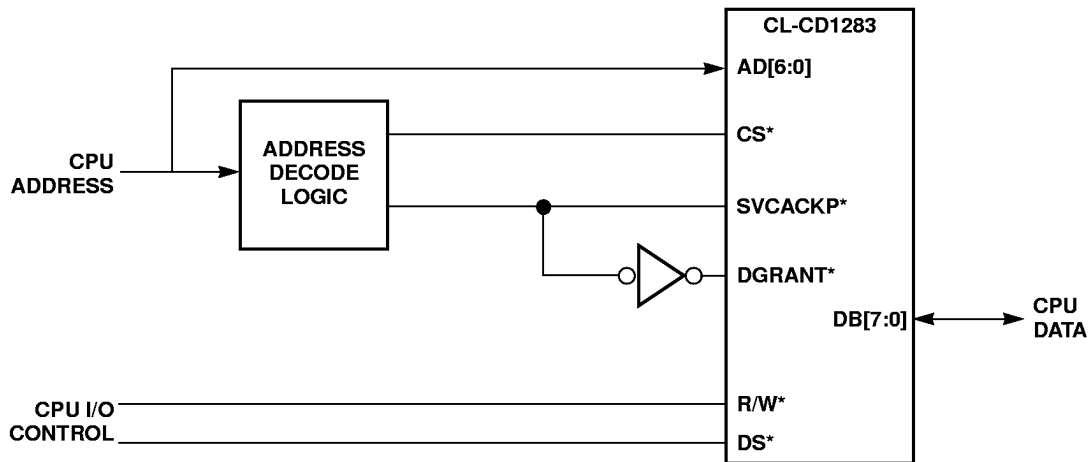 CL-CD1283
AD[6:0]
CS*
CPU
ADDRESS
ADDRESS
DECODE
LOGIC
SVCACKP*
DGRANT*
DB[7:0]
CPU
DATA
CPU I/O
CONTROL
R/W*
DS*